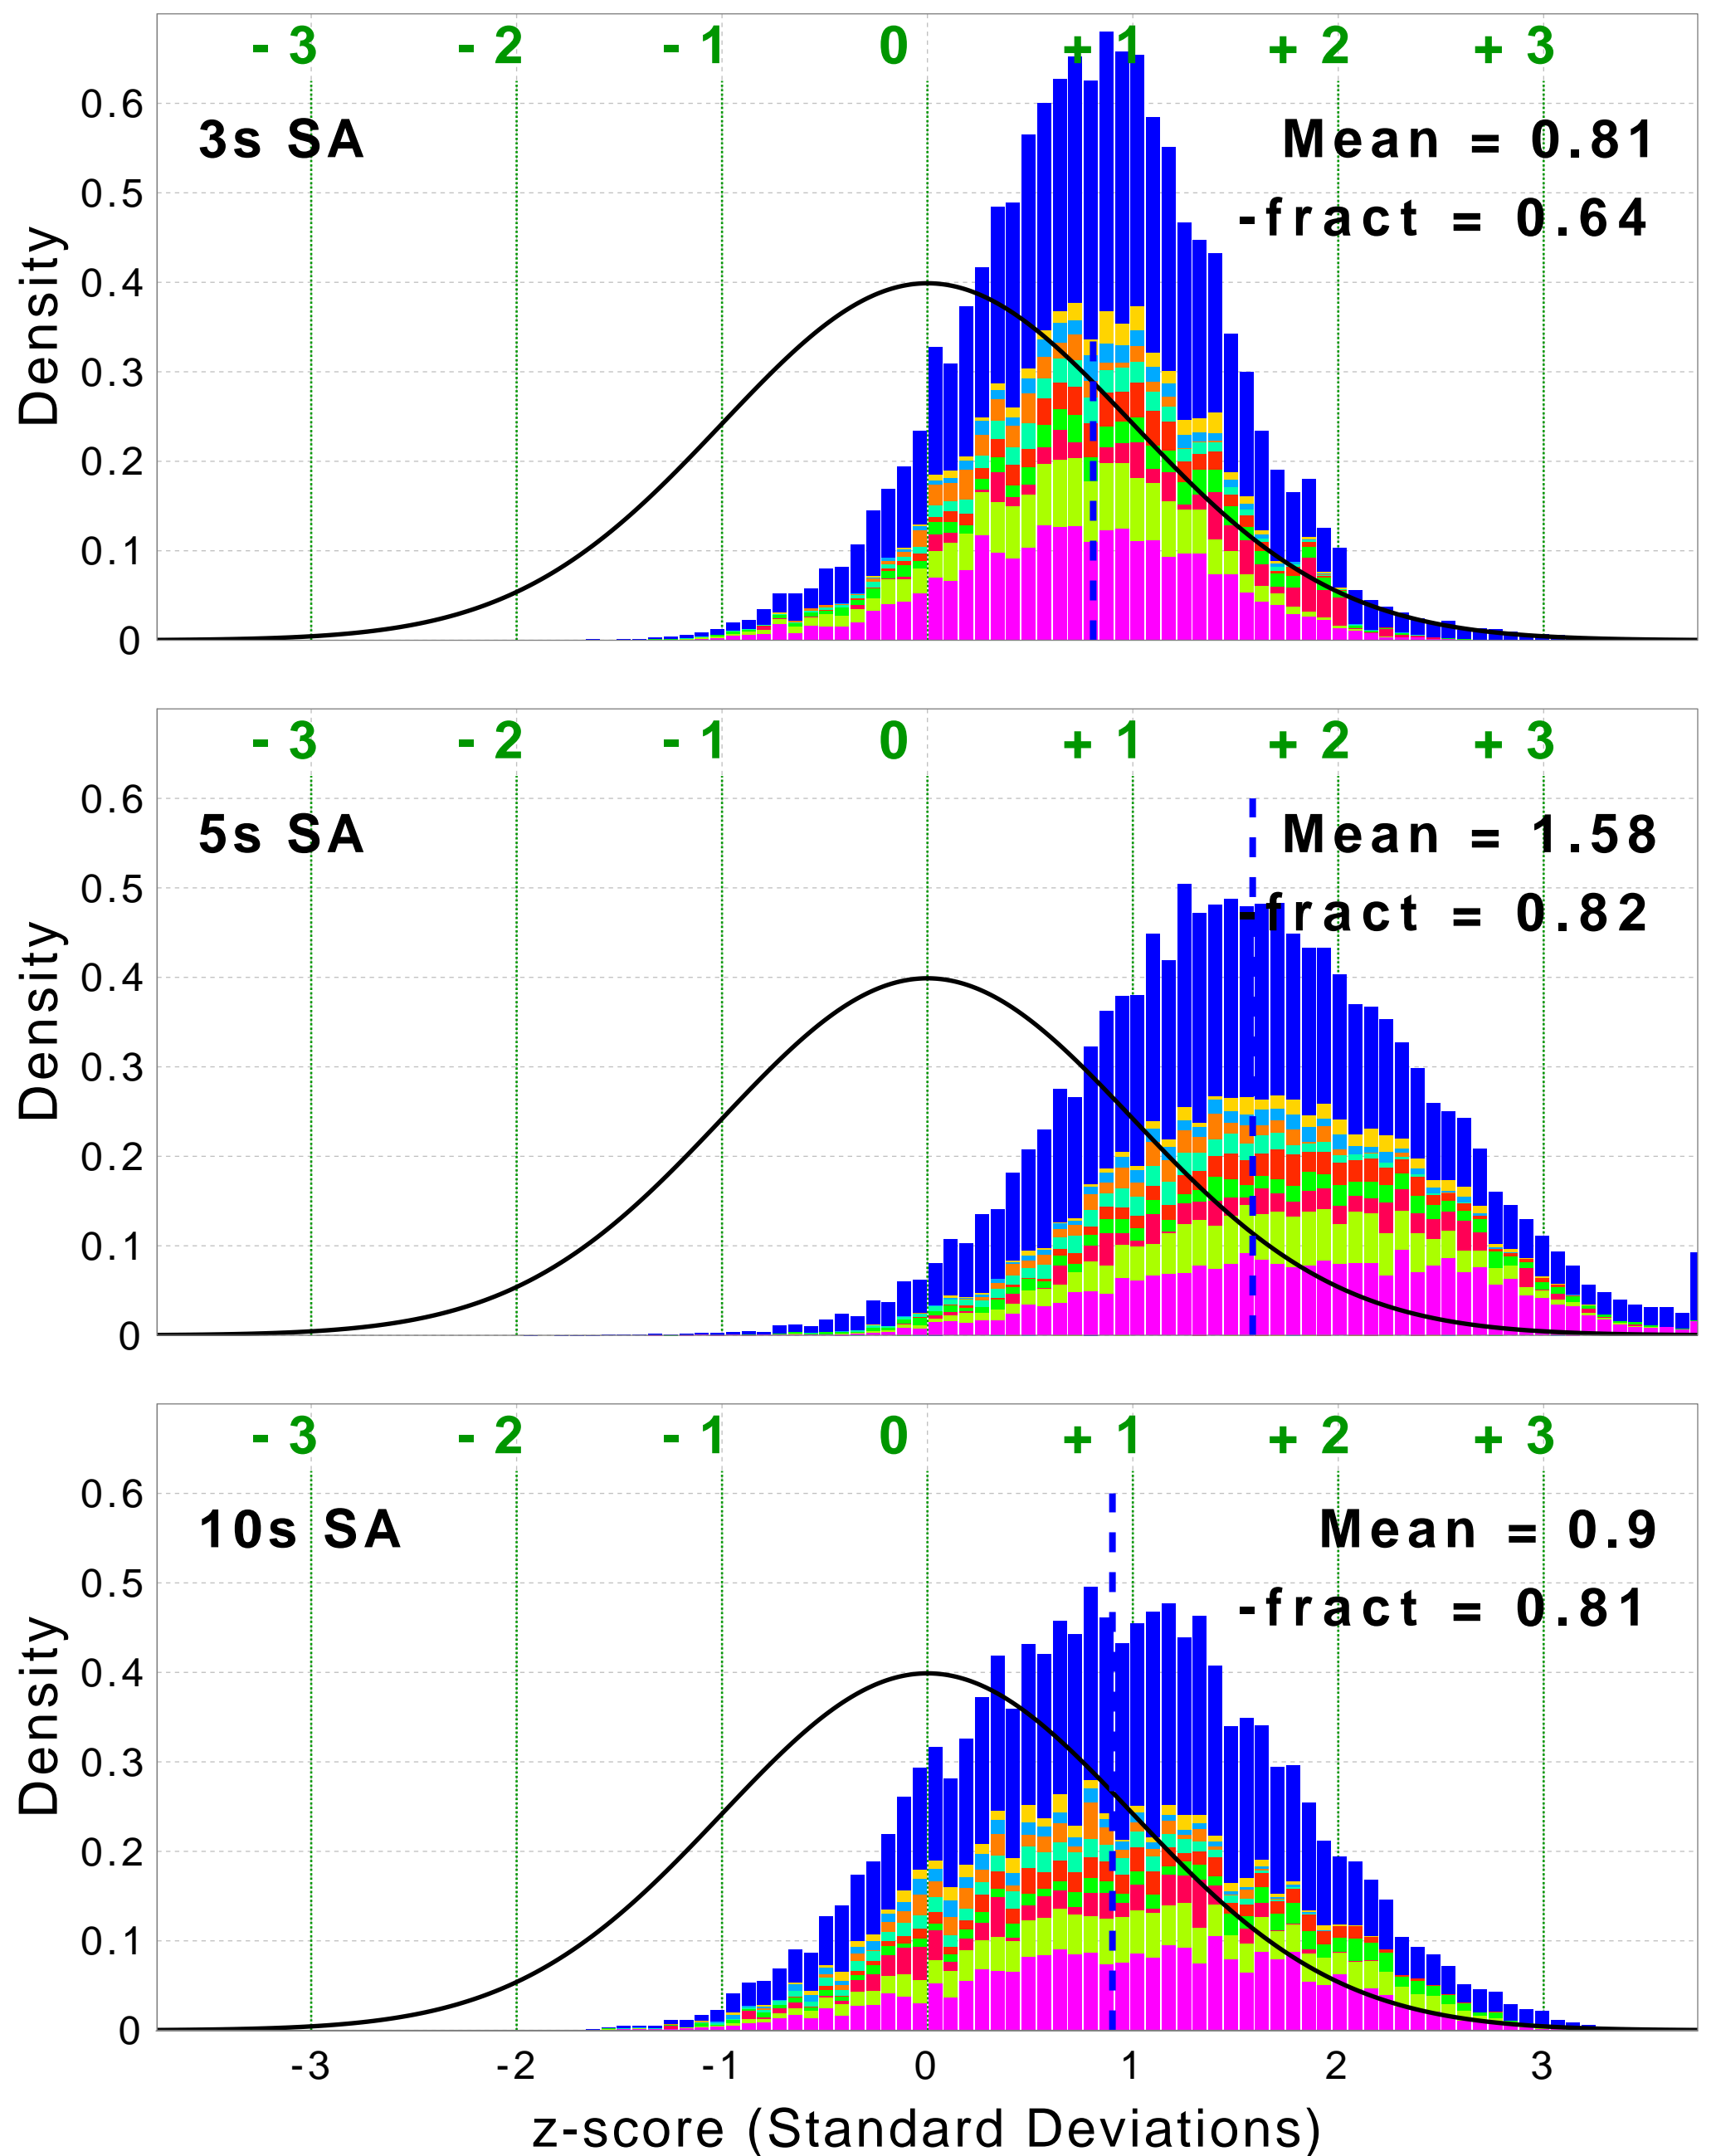 - 3 - 2 - 1 0 + 1 + 2 + 3
0.6
3s SA Mean = 0.81
0.5
-fract = 0.64
0.4
0.3
0.2
0.1
0
Density
- 3 - 2 - 1 0 + 1 + 2 + 3
0.6
5s SA Mean = 1.58
0.5
-fract = 0.82
0.4
0.3
0.2
0.1
0
Density
- 3 - 2 - 1 0 + 1 + 2 + 3
0.6
10s SA Mean = 0.9
0.5
-fract = 0.81
0.4
0.3
0.2
0.1
0
Density
-3 -2 -1 0 1 2 3
z-score (Standard Deviations)